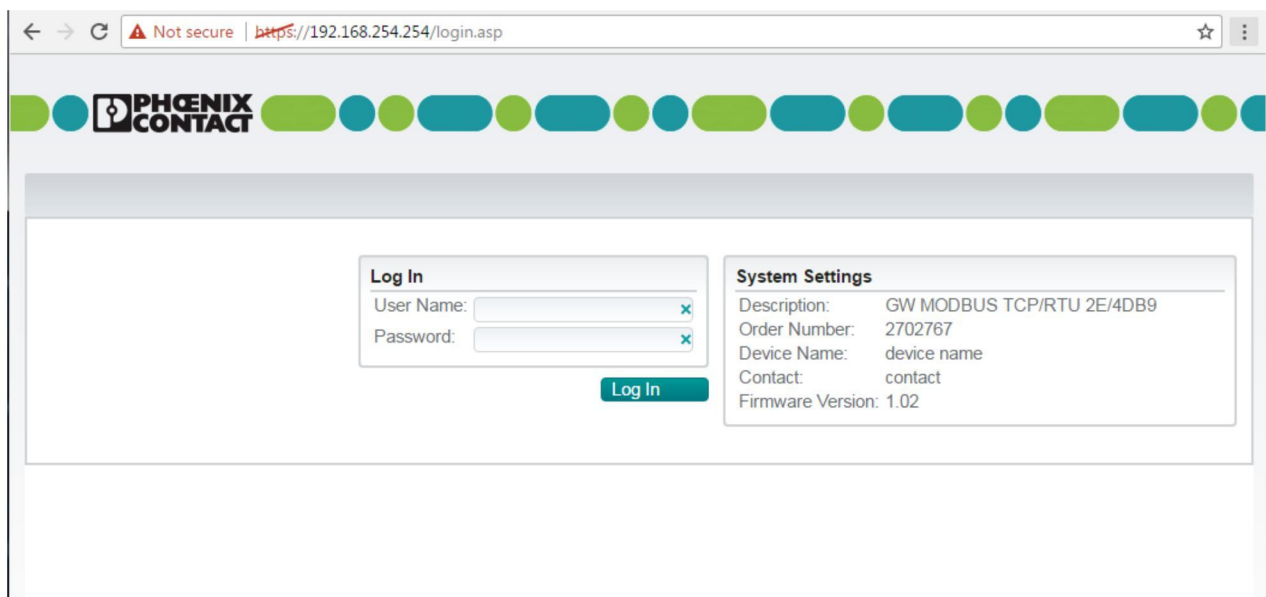 Not secure | https://192.168.254.254/login.asp
PHŒNIX
CONTACT
Log In
User Name:
Password:
Log In
System Settings
Description: GW MODBUS TCP/RTU 2E/4DB9
Order Number: 2702767
Device Name: device name
Contact: contact
Firmware Version: 1.02